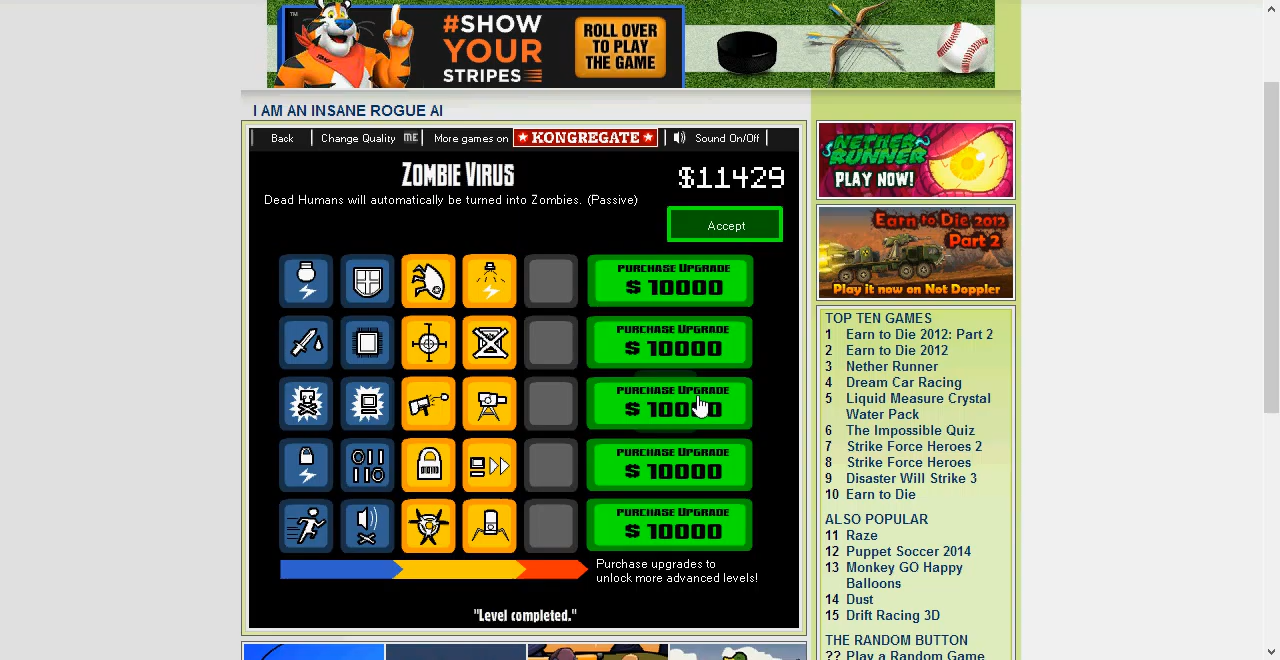 #SHOW
YOUR
STRIPES
ROLL OVER
TO PLAY
THE GAME
I AM AN INSANE ROGUE AI
Back
Change Quality
More games on
KONGREGATE
Sound On/Off
ZOMBIE VIRUS
$11429
Dead Humans will automatically be turned into Zombies. (Passive)
Accept
PURCHASE UPGRADE
$ 10000
PURCHASE UPGRADE
$ 10000
PURCHASE UPGRADE
PURCHASE UPGRADE
$ 10000
PURCHASE UPGRADE
$ 10000
Purchase upgrades to
unlock more advanced levels!
"Level completed."
NETHER
RUNNER
PLAY NOW!
Earn to Die 2012
Part 2
Play it now on Not Doppler
TOP TEN GAMES
1 Earn to Die 2012: Part 2
2 Earn to Die 2012
3 Nether Runner
4 Dream Car Racing
5 Liquid Measure Crystal
Water Pack
6 The Impossible Quiz
7 Strike Force Heroes 2
8 Strike Force Heroes
9 Disaster Will Strike 3
10 Earn to Die
ALSO POPULAR
11 Raze
12 Puppet Soccer 2014
13 Monkey GO Happy
Balloons
14 Dust
15 Drift Racing 3D
THE RANDOM BUTTON
?? Play a Random Game